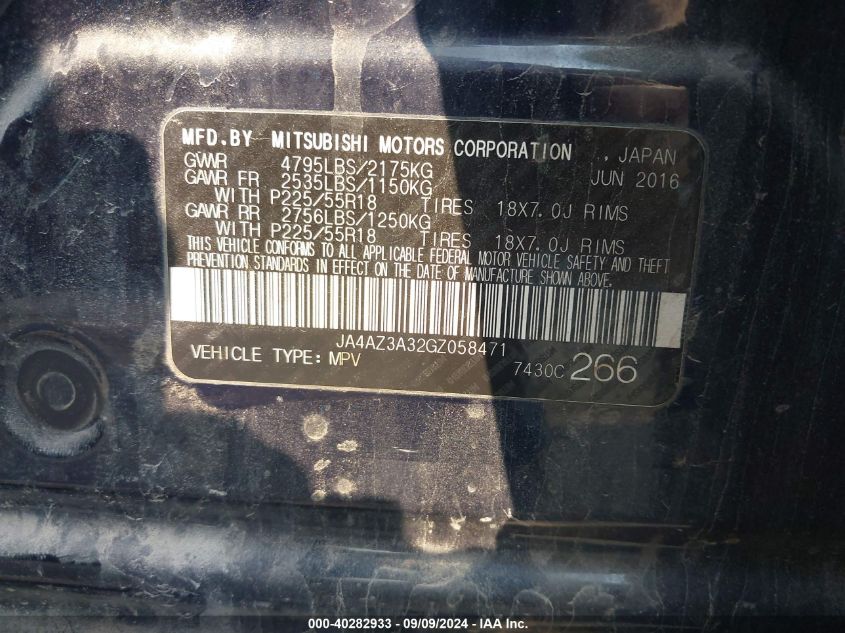 MFD.BY MITSUBISHI MOTORS CORPORATION , JAPAN
GVWR 4795LBS/2175KG JUN 2016
GAWR FR 2535LBS/1150KG
WITH P225/55R18 TIRES 18X7.0J RIMS
GAWR RR 2756LBS/1250KG
WITH P225/55R18 TIRES 18X7.0J RIMS
THIS VEHICLE CONFORMS TO ALL APPLICABLE FEDERAL MOTOR VEHICLE SAFETY AND THEFT
PREVENTION STANDARDS IN EFFECT ON THE DATE OF MANUFACTURE SHOWN ABOVE.
JA4AZ3A32GZ058471
VEHICLE TYPE: MPV 7430C 266
000-40282933 - 09/09/2024 - IAA Inc.